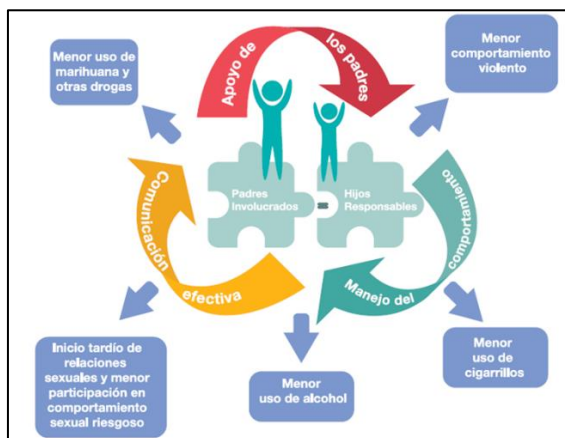 Menor uso de
marihuana y
otras drogas
Apoyo de
los padres
Menor
comportamiento
violento
Padres
Involucrados
=
Hijos
Responsables
Comunicación
efectiva
Manejo del
comportamiento
Inicio tardío de
relaciones
sexuales y menor
participación en
comportamiento
sexual riesgoso
Menor
uso de alcohol
Menor
uso de
cigarrillos